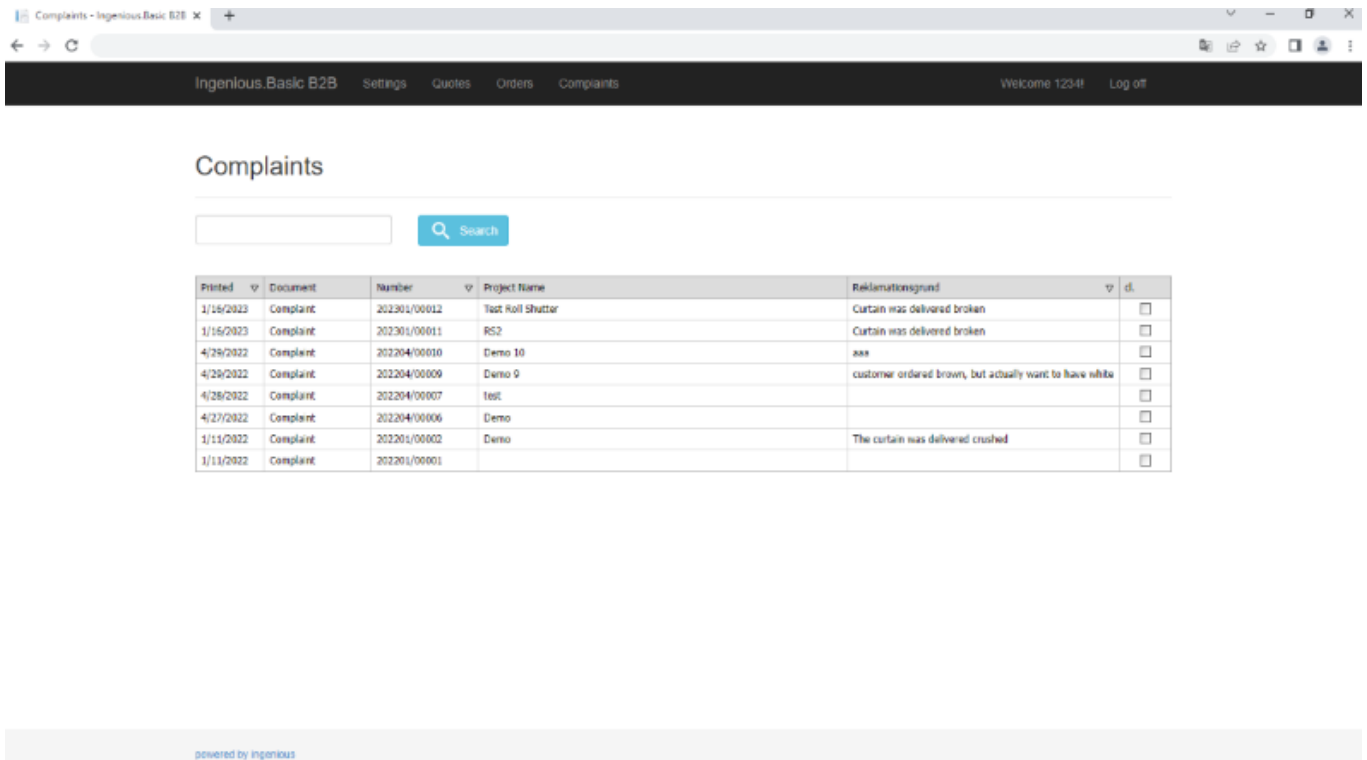 Complaints - Ingenious.Basic B2B
Ingenious.Basic B2B Settings Quotes Orders Complaints Welcome 1234! Log off
Complaints
Search
Printed Document Number Project Name Reklamationsgrund cl.
1/16/2023 Complaint 202301/00012 Test Roll Shutter Curtain was delivered broken
1/16/2023 Complaint 202301/00011 RS2 Curtain was delivered broken
4/29/2022 Complaint 202204/00010 Demo 10 aaa
4/29/2022 Complaint 202204/00009 Demo 9 customer ordered brown, but actually want to have white
4/28/2022 Complaint 202204/00007 test
4/27/2022 Complaint 202204/00006 Demo
1/11/2022 Complaint 202201/00002 Demo The curtain was delivered crushed
1/11/2022 Complaint 202201/00001
powered by ingenious